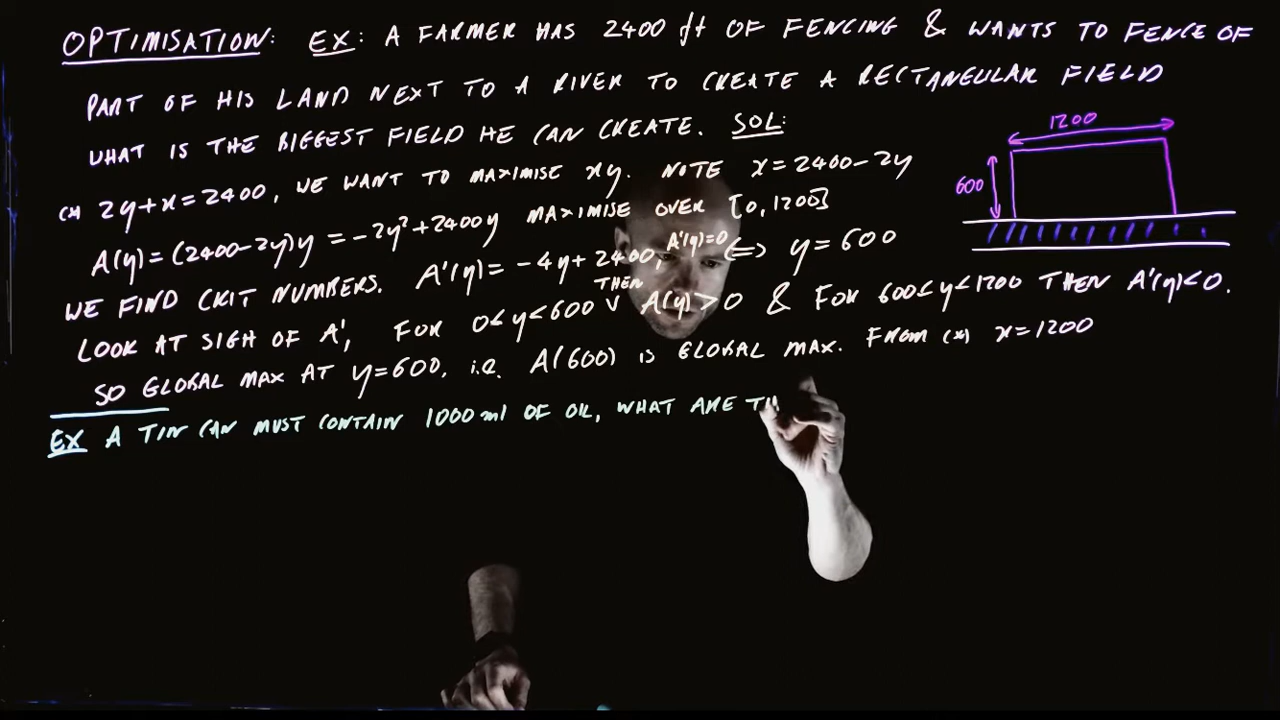 OPTIMISATION: EX: A FARMER HAS 2400 ft OF FENCING & WANTS TO FENCE OF
PART OF HIS LAND NEXT TO A RIVER TO CREATE A RECTANGULAR FIELD
WHAT IS THE BIGGEST FIELD HE CAN CREATE. SOL:
1200
600
(*) 2y+x=2400, WE WANT TO MAXIMISE xy. NOTE x=2400-2y
A(y)=(2400-2y)y=-2y²+2400y MAXIMISE OVER [0,1200]
WE FIND CRIT NUMBERS. A'(y)=-4y+2400, A'(y)=0 ⇔ y=600
LOOK AT SIGN OF A', FOR 0<y<600 THEN A(y)>0 & FOR 600<y<1200 THEN A'(y)<0.
SO GLOBAL MAX AT y=600, i.e. A(600) IS GLOBAL MAX. FROM (*) x=1200
EX A TIN CAN MUST CONTAIN 1000 ml OF OIL, WHAT ARE